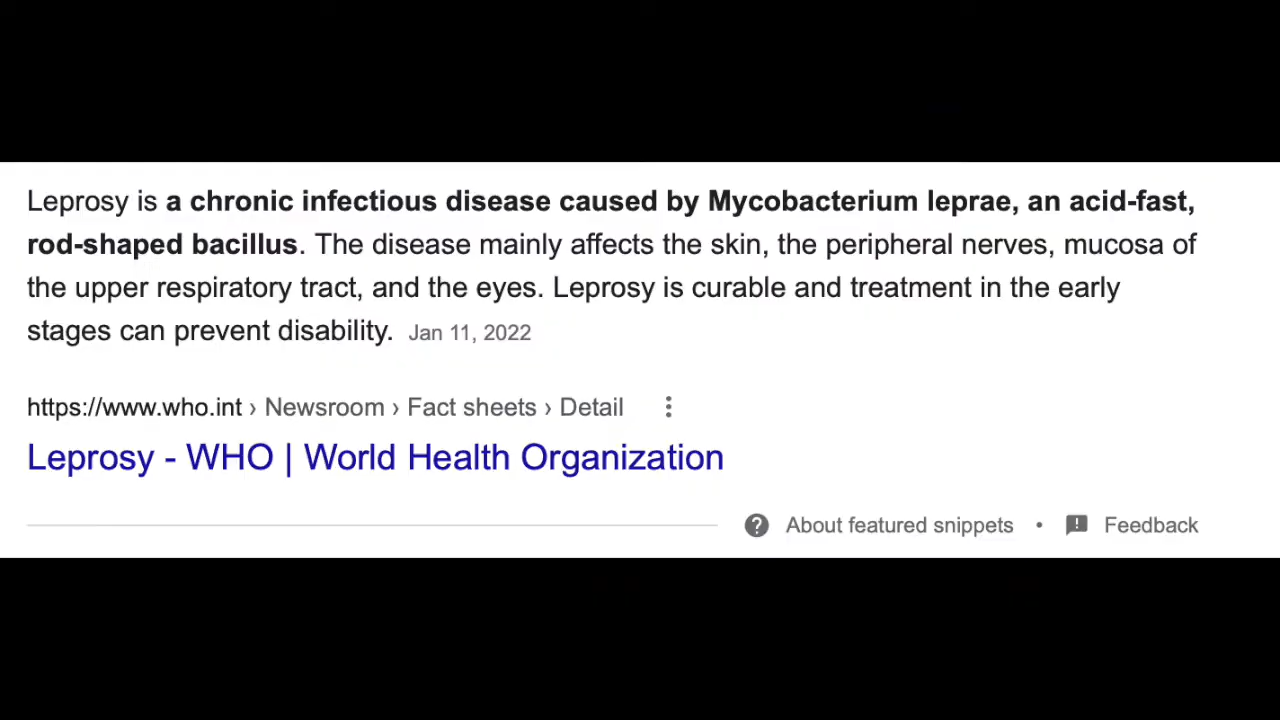 Leprosy is a chronic infectious disease caused by Mycobacterium leprae, an acid-fast,
rod-shaped bacillus. The disease mainly affects the skin, the peripheral nerves, mucosa of
the upper respiratory tract, and the eyes. Leprosy is curable and treatment in the early
stages can prevent disability. Jan 11, 2022
https://www.who.int › Newsroom › Fact sheets › Detail
Leprosy - WHO | World Health Organization
About featured snippets • Feedback